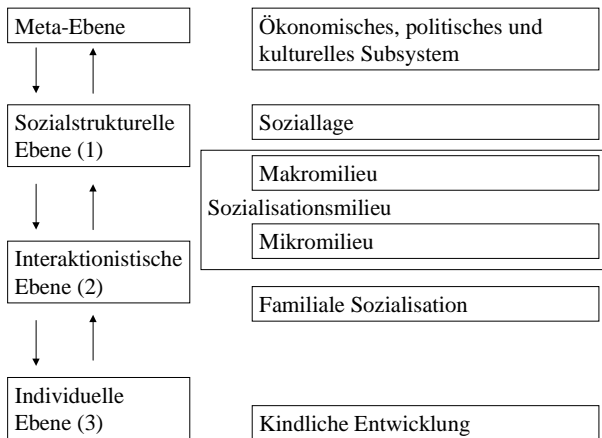 Meta-Ebene
Ökonomisches, politisches und
kulturelles Subsystem
Sozialstrukturelle
Ebene (1)
Soziallage
Makromilieu
Sozialisationsmilieu
Mikromilieu
Interaktionistische
Ebene (2)
Familiale Sozialisation
Individuelle
Ebene (3)
Kindliche Entwicklung